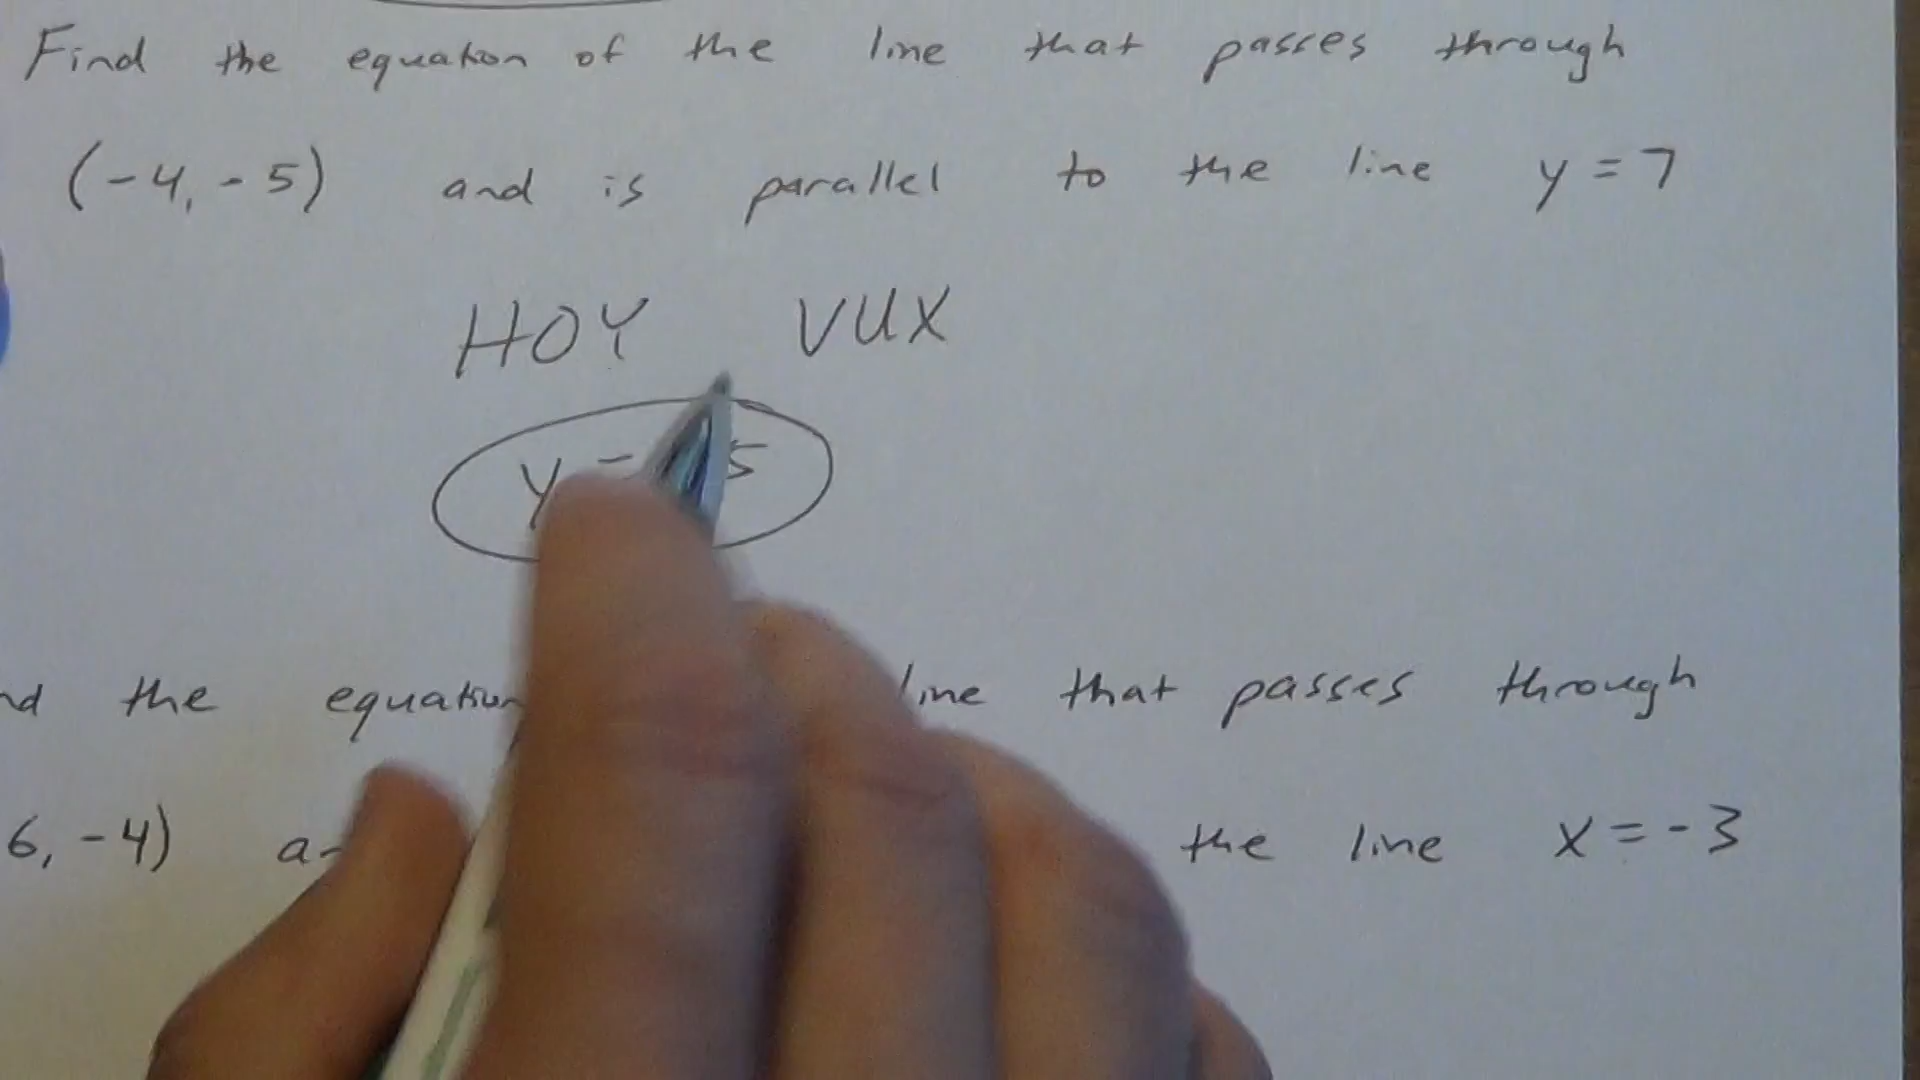 Find the equation of the line that passes through
(-4, -5) and is parallel to the line y = 7
HOY VUX
y = 5
the equation line that passes through
6, -4) the line x = -3